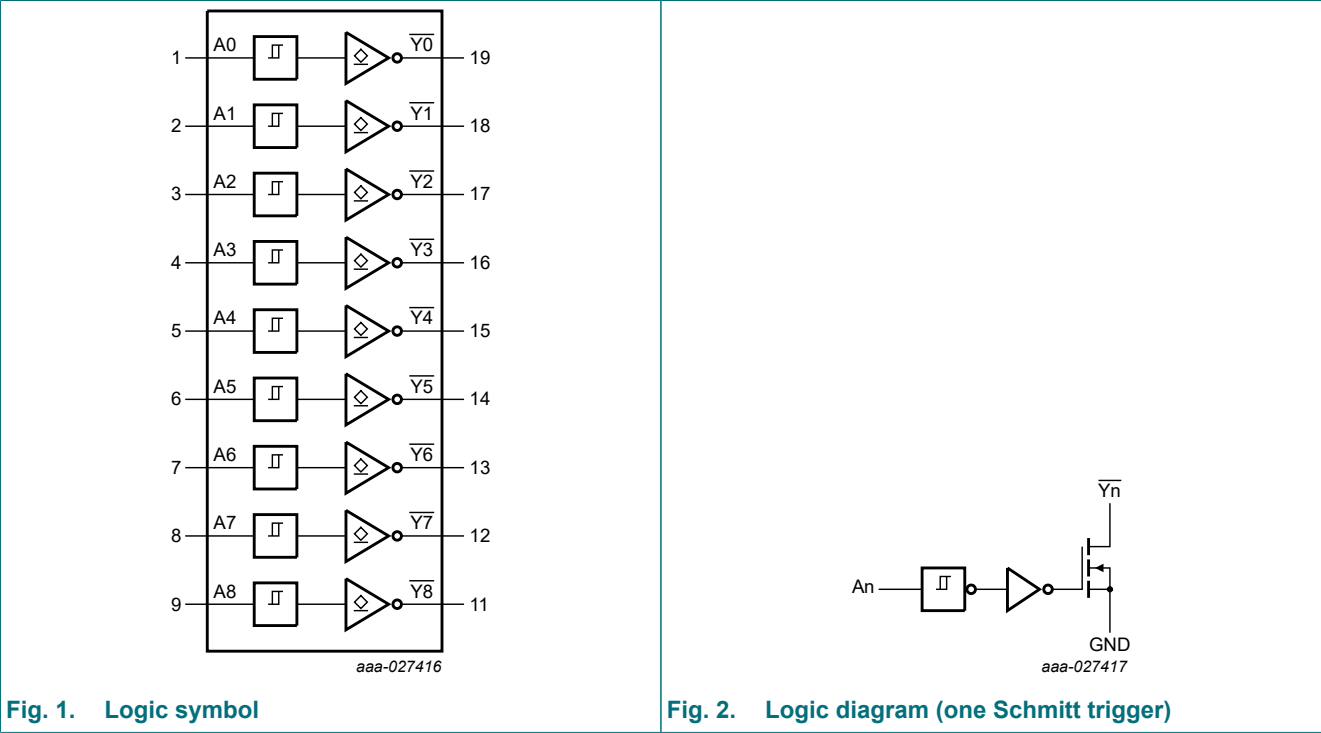 1 A0 Y0 19
2 A1 Y1 18
3 A2 Y2 17
4 A3 Y3 16
5 A4 Y4 15
6 A5 Y5 14
7 A6 Y6 13
8 A7 Y7 12
9 A8 Y8 11
aaa-027416
Fig. 1. Logic symbol
Yn
An
GND
aaa-027417
Fig. 2. Logic diagram (one Schmitt trigger)